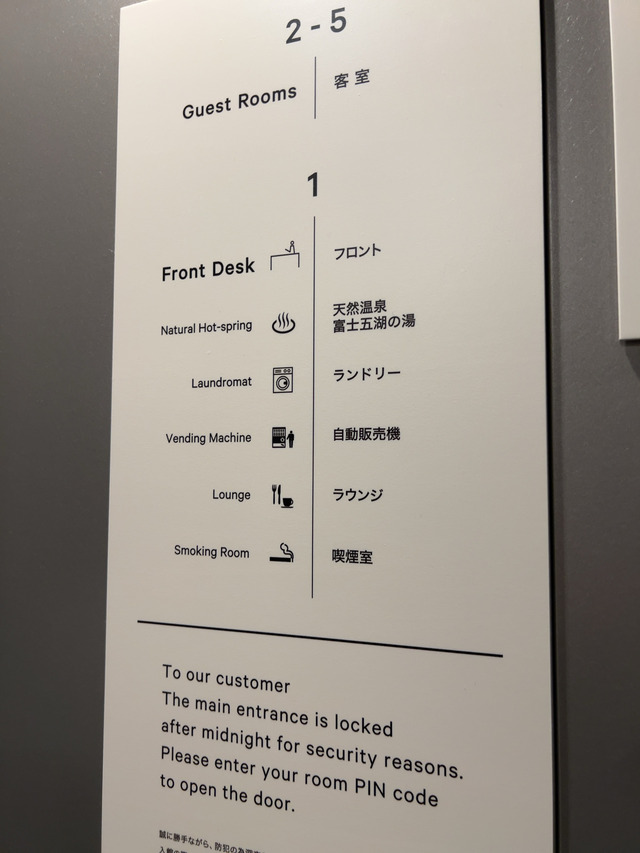 2 - 5
Guest Rooms 客室
1
Front Desk フロント
Natural Hot-spring 天然温泉
富士五湖の湯
Laundromat ランドリー
Vending Machine 自動販売機
Lounge ラウンジ
Smoking Room 喫煙室
To our customer
The main entrance is locked
after midnight for security reasons.
Please enter your room PIN code
to open the door.
誠に勝手ながら、防犯の為